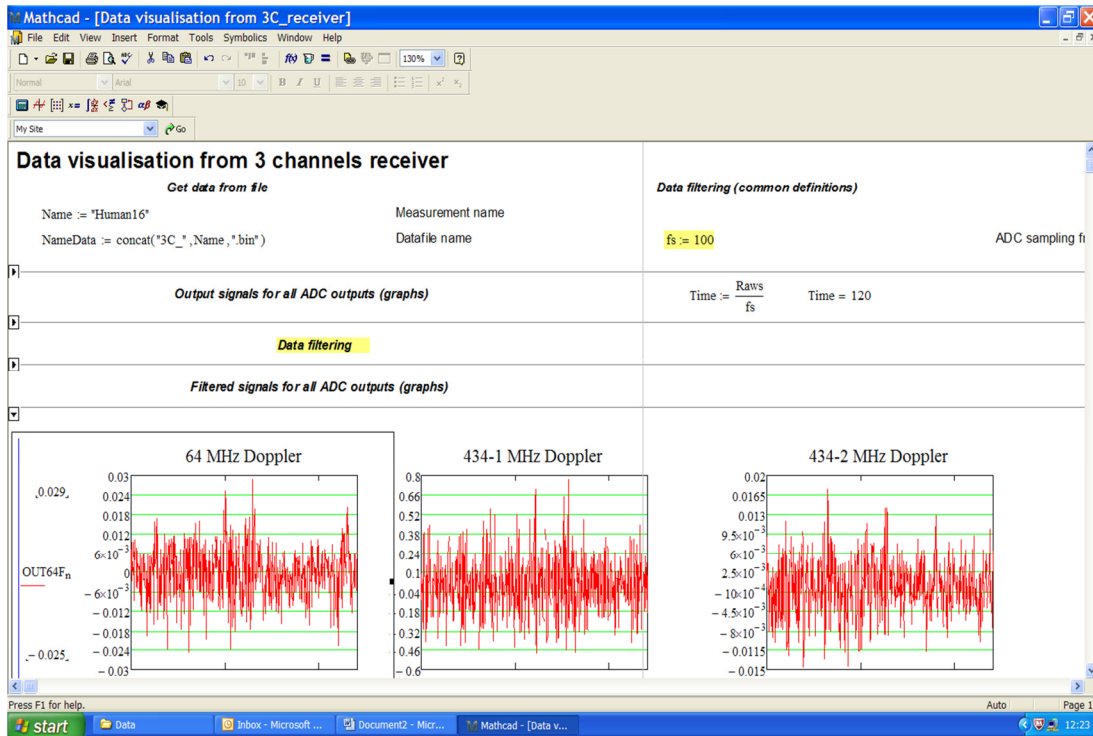 Mathcad - [Data visualisation from 3C_receiver]
File Edit View Insert Format Tools Symbolics Window Help
130%
Normal Arial 10 B I U
My Site Go
Data visualisation from 3 channels receiver
Get data from file Data filtering (common definitions)
Name := "Human16" Measurement name
NameData := concat("3C_" ,Name ,".bin") Datafile name fs := 100 ADC sampling fr
Output signals for all ADC outputs (graphs) Time := Raws/fs Time = 120
Data filtering
Filtered signals for all ADC outputs (graphs)
64 MHz Doppler 434-1 MHz Doppler 434-2 MHz Doppler
0.03 0.8 0.02
0.029 0.024 0.66 0.0165
0.018 0.52 0.013
0.012 0.38 9.5×10⁻³
6×10⁻³ 0.24 6×10⁻³
OUT64Fₙ 0 0.1 2.5×10⁻³
− 6×10⁻³ 0.04 −10×10⁻⁴
− 0.012 0.18 − 4.5×10⁻³
− 0.018 0.32 − 8×10⁻³
− 0.025 − 0.024 0.46 − 0.0115
− 0.03 − 0.6 − 0.015
Press F1 for help. Auto Page 1
start Data Inbox - Microsoft ... Document2 - Micr... Mathcad - [Data v... 12:23